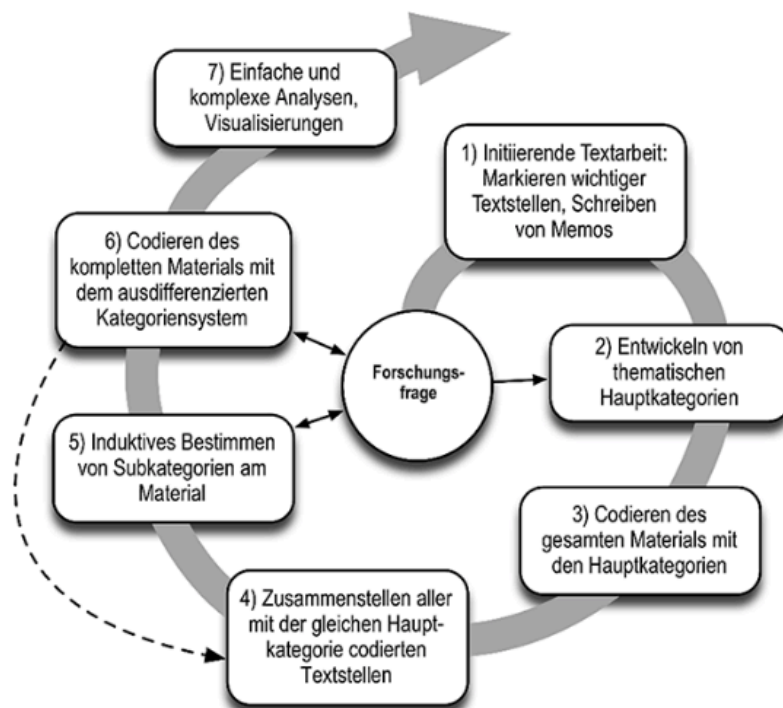 1) Initiierende Textarbeit:
Markieren wichtiger
Textstellen, Schreiben
von Memos
2) Entwickeln von
thematischen
Hauptkategorien
3) Codieren des
gesamten Materials mit
den Hauptkategorien
4) Zusammenstellen aller
mit der gleichen Haupt-
kategorie codierten
Textstellen
5) Induktives Bestimmen
von Subkategorien am
Material
6) Codieren des
kompletten Materials mit
dem ausdifferenzierten
Kategoriensystem
7) Einfache und
komplexe Analysen,
Visualisierungen
Forschungs-
frage